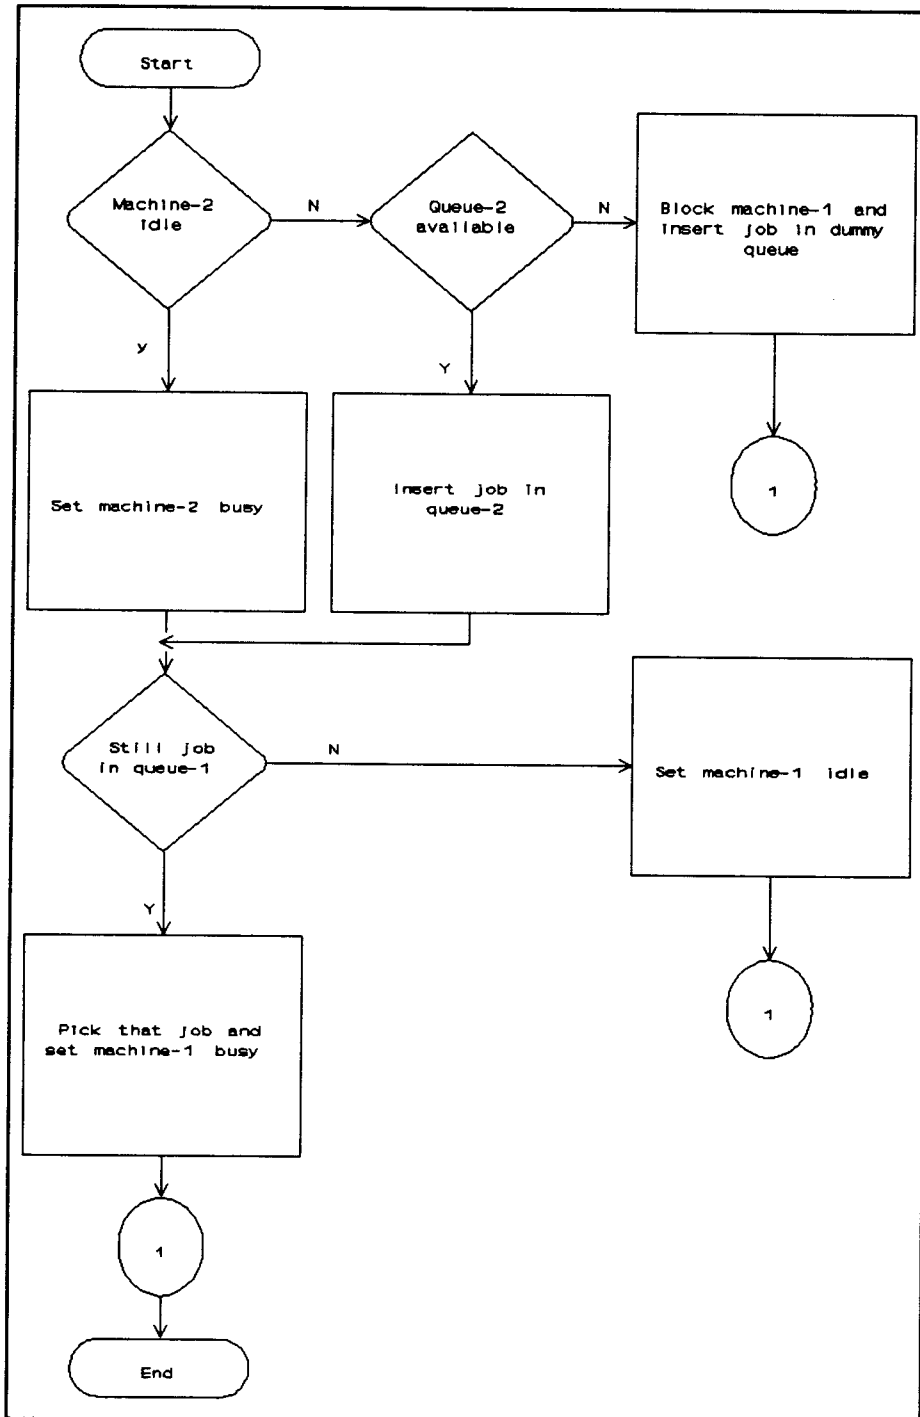 Start
Machine-2
idle
N
Queue-2
available
N
Block machine-1 and
insert job in dummy
queue
y
Y
Set machine-2 busy
Insert job in
queue-2
1
Still job
in queue-1
N
Set machine-1 idle
Y
Pick that job and
set machine-1 busy
1
1
End